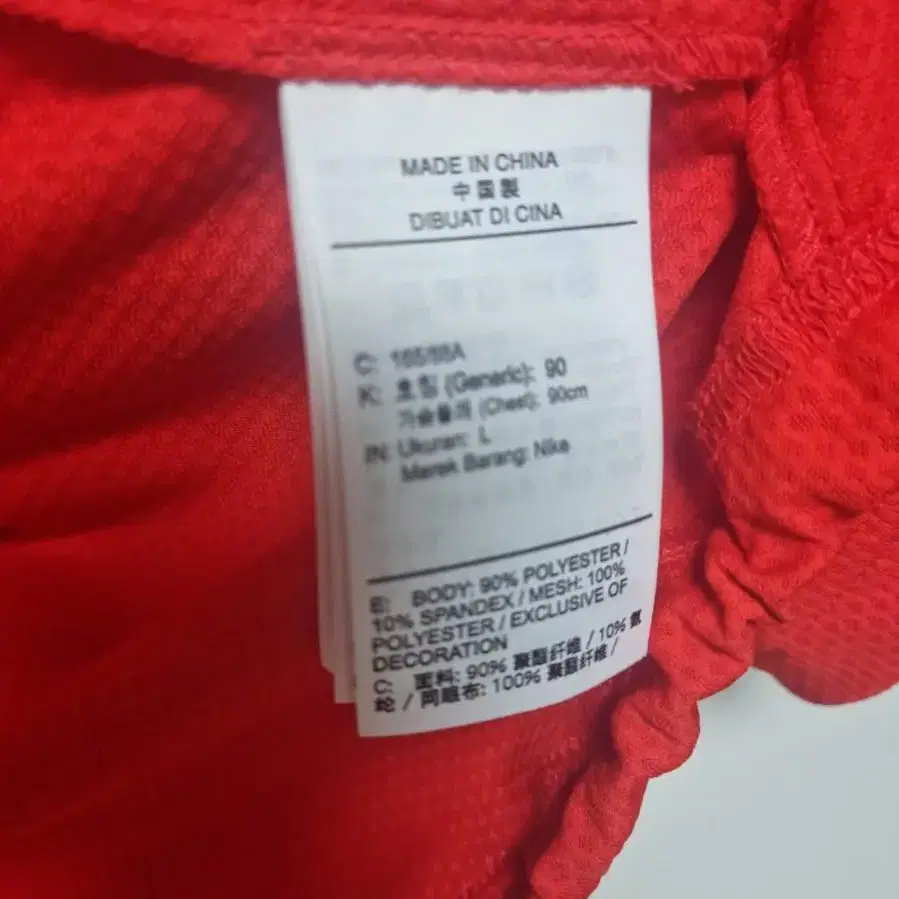 MADE IN CHINA
中国製
DIBUAT DI CINA
C: 165/88A
K: 호칭 (Generic): 90
가슴둘레 (Chest): 90cm
IN: Ukuran: L
Merek Barang: Nike
E: BODY: 90% POLYESTER /
10% SPANDEX / MESH: 100%
POLYESTER / EXCLUSIVE OF
DECORATION
C: 面料: 90% 聚酯纤维 / 10% 氨
纶 / 网眼布: 100% 聚酯纤维 /